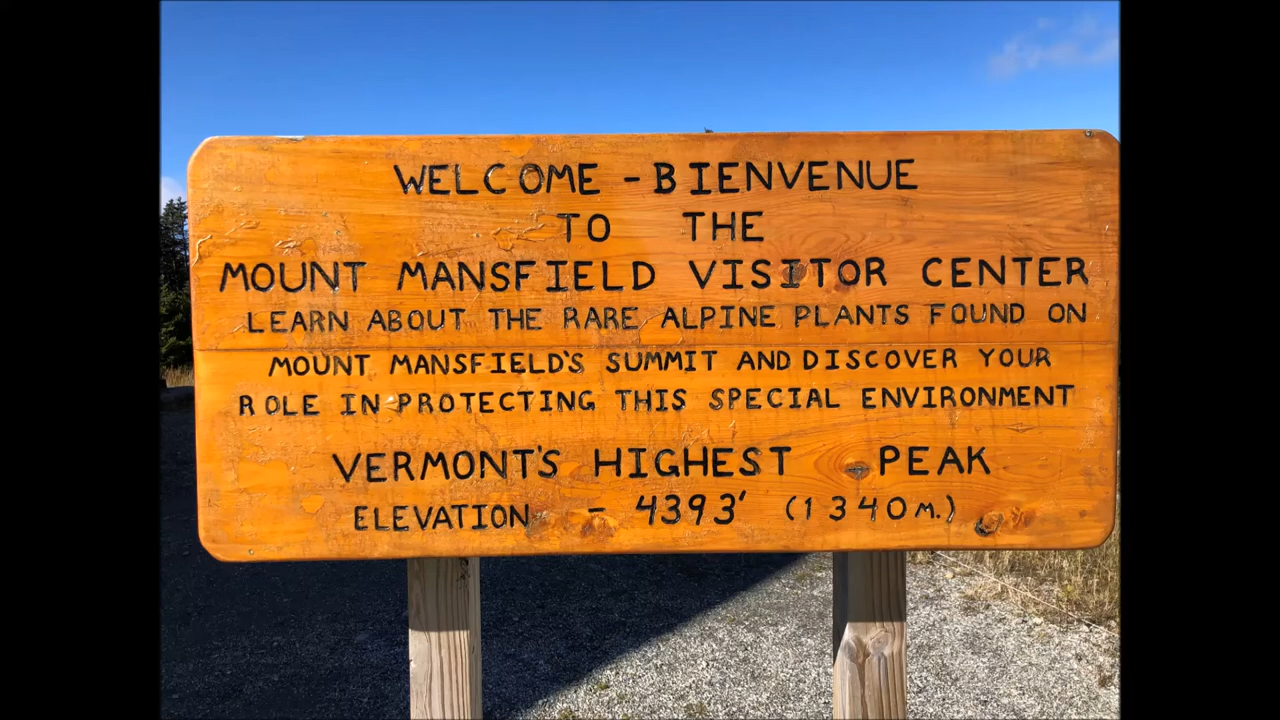 WELCOME - BIENVENUE
TO THE
MOUNT MANSFIELD VISITOR CENTER
LEARN ABOUT THE RARE ALPINE PLANTS FOUND ON
MOUNT MANSFIELD'S SUMMIT AND DISCOVER YOUR
ROLE IN PROTECTING THIS SPECIAL ENVIRONMENT
VERMONT'S HIGHEST PEAK
ELEVATION - 4393' (1340 M.)